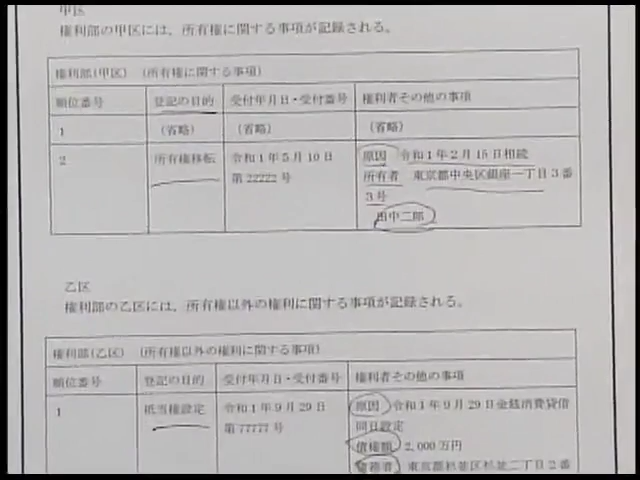 甲区
権利部の甲区には、所有権に関する事項が記録される。
権利部(甲区) (所有権に関する事項)
順位番号 登記の目的 受付年月日・受付番号 権利者その他の事項
1 (省略) (省略) (省略)
2 所有権移転 令和1年5月10日 原因 令和1年2月15日相続
第22222号 所有者 東京都中央区銀座一丁目3番
3号
田中二郎
乙区
権利部の乙区には、所有権以外の権利に関する事項が記録される。
権利部(乙区) (所有権以外の権利に関する事項)
順位番号 登記の目的 受付年月日・受付番号 権利者その他の事項
1 抵当権設定 令和1年9月29日 原因 令和1年9月29日金銭消費貸借
第77777号 同日設定
債権額 2,000万円
債務者 東京都杉並区杉並二丁目2番